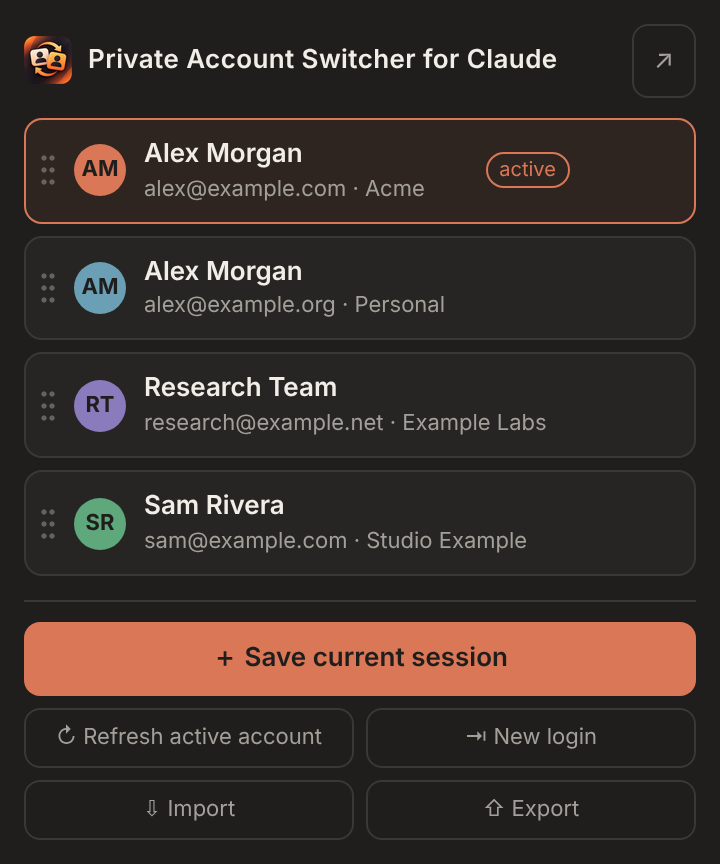 Private Account Switcher for Claude
↗
AM
Alex Morgan
alex@example.com · Acme
active
AM
Alex Morgan
alex@example.org · Personal
RT
Research Team
research@example.net · Example Labs
SR
Sam Rivera
sam@example.com · Studio Example
+ Save current session
↻ Refresh active account
⇥ New login
⇩ Import
⇧ Export